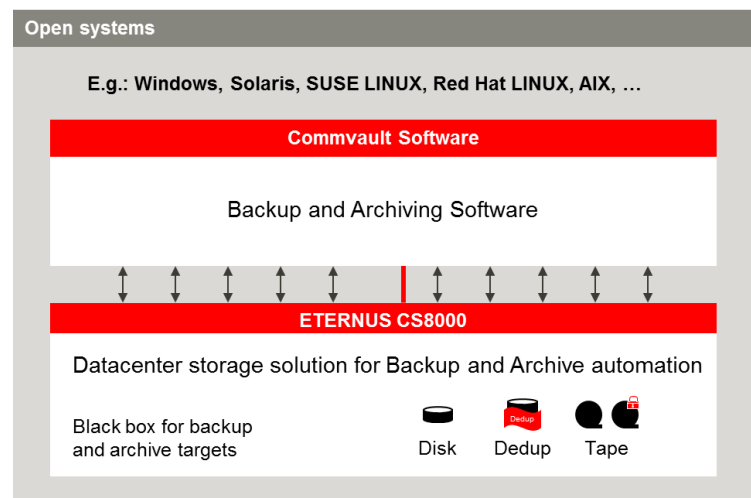 Open systems
E.g.: Windows, Solaris, SUSE LINUX, Red Hat LINUX, AIX, …
Commvault Software
Backup and Archiving Software
ETERNUS CS8000
Datacenter storage solution for Backup and Archive automation
Black box for backup
and archive targets
Dedup
Disk Dedup Tape